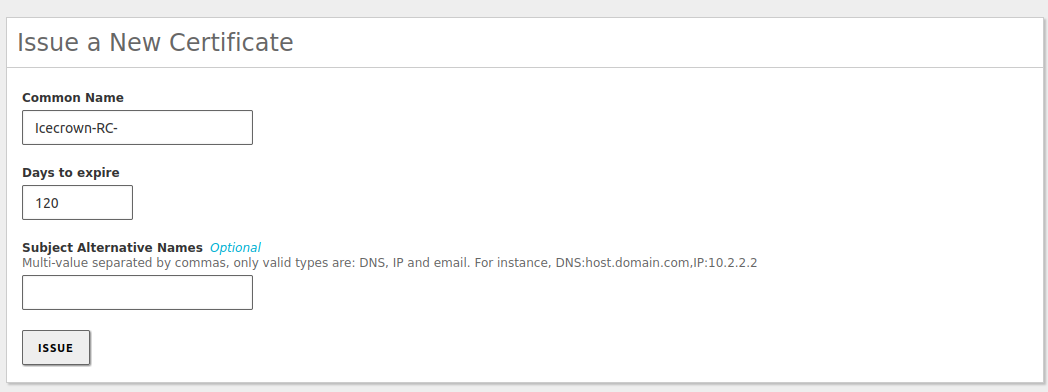 Issue a New Certificate
Common Name
Icecrown-RC-
Days to expire
120
Subject Alternative Names Optional
Multi-value separated by commas, only valid types are: DNS, IP and email. For instance, DNS:host.domain.com,IP:10.2.2.2
ISSUE